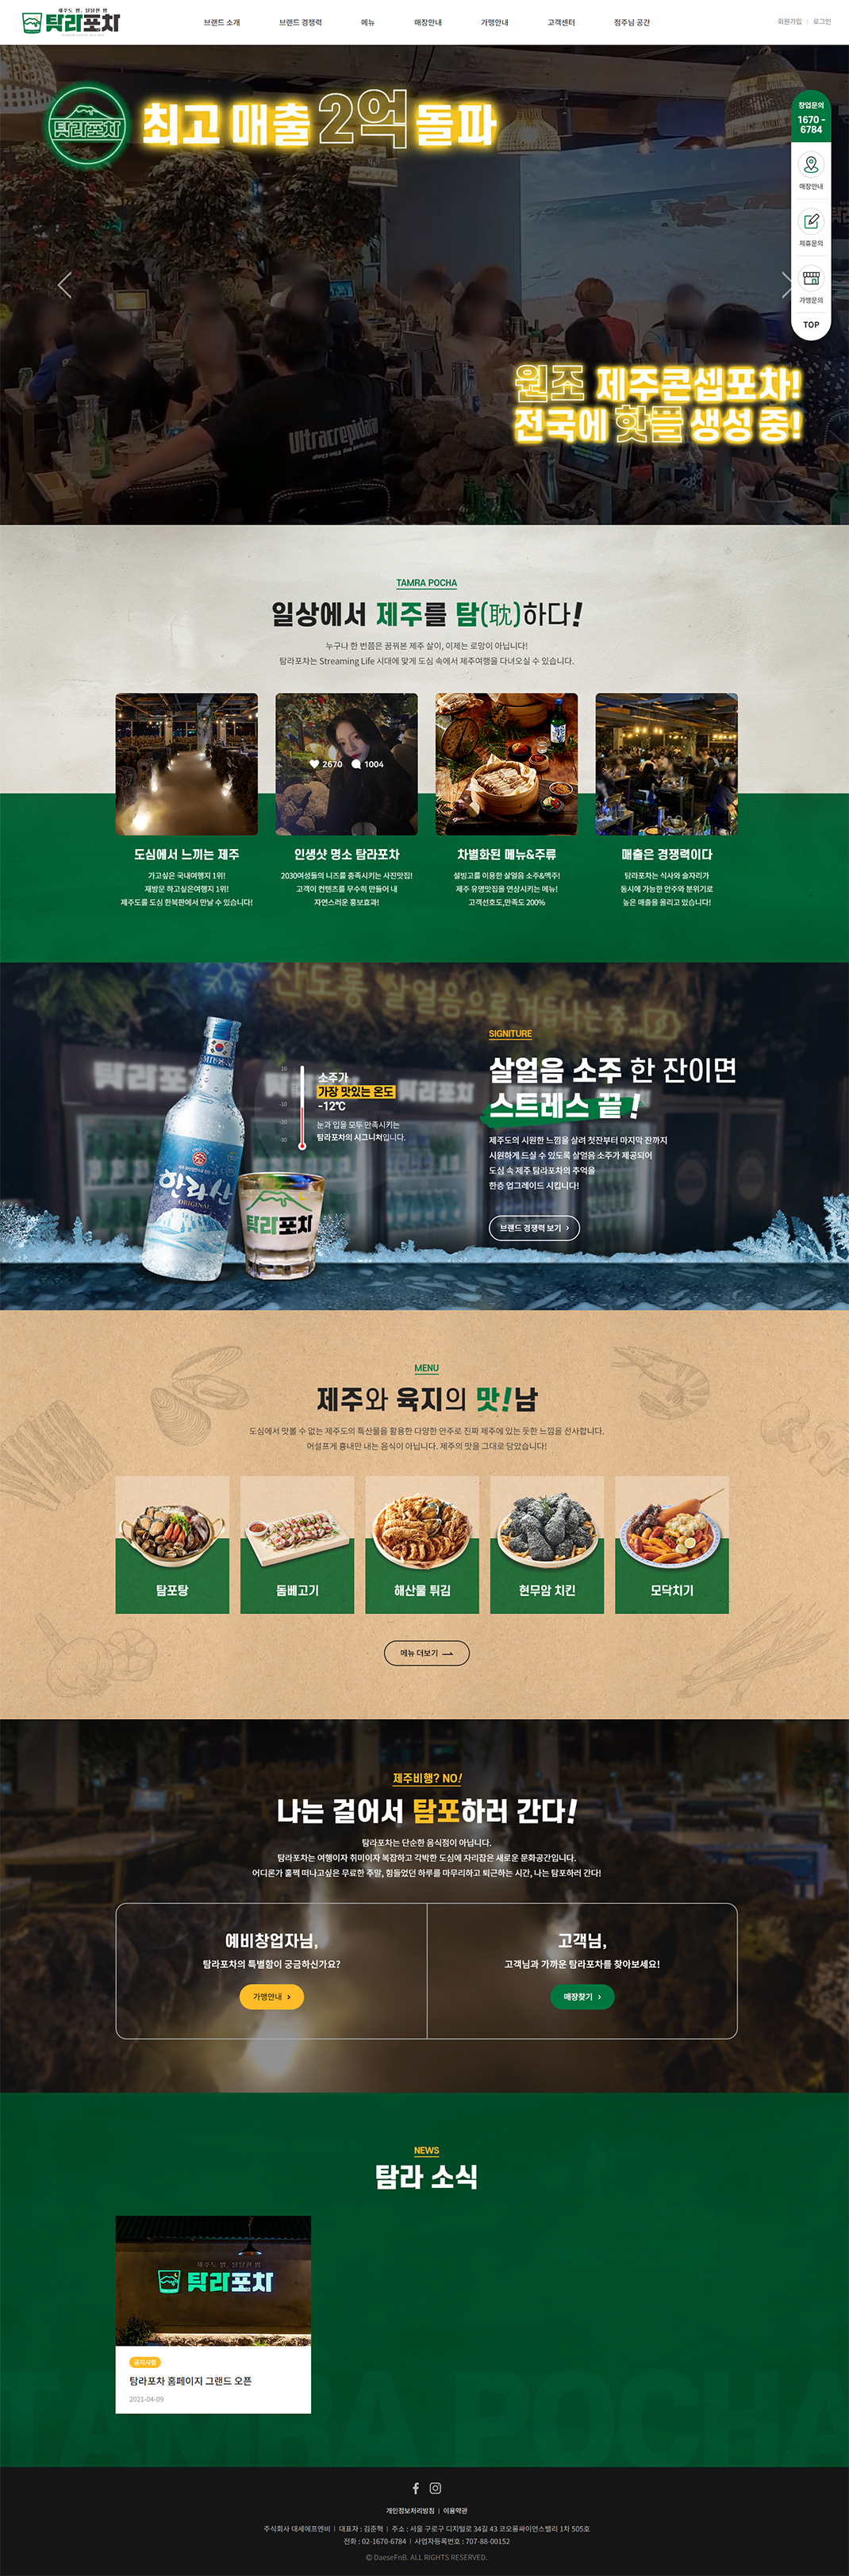 제주도 밤, 달달한 밤
탐라포차
브랜드 소개
브랜드 경쟁력
메뉴
매장안내
가맹안내
고객센터
점주님 공간
회원가입 | 로그인
탐라포차
최고 매출 2억 돌파
창업문의
1670 -
6784
매장안내
제휴문의
가맹문의
TOP
Ultracrepidari
원조 제주콘셉포차!
전국에 핫플 생성 중!
TAMRA POCHA
일상에서 제주를 탐(耽)하다!
누구나 한 번쯤은 꿈꿔본 제주 살이, 이제는 로망이 아닙니다!
탐라포차는 Streaming Life 시대에 맞게 도심 속에서 제주여행을 다녀오실 수 있습니다.
2670 1004
도심에서 느끼는 제주
가고싶은 국내여행지 1위!
재방문 하고싶은여행지 1위!
제주도를 도심 한복판에서 만날 수 있습니다!
인생샷 명소 탐라포차
2030여성들의 니즈를 충족시키는 사진맛집!
고객이 컨텐츠를 무수히 만들어 내
자연스러운 홍보효과!
차별화된 메뉴&주류
설빙고를 이용한 살얼음 소주&맥주!
제주 유명맛집을 연상시키는 메뉴!
고객선호도,만족도 200%
매출은 경쟁력이다
탐라포차는 식사와 술자리가
동시에 가능한 안주와 분위기로
높은 매출을 올리고 있습니다!
한라산
ORIGINAL
탐라포차
10
-10
-20
-30
소주가
가장 맛있는 온도
-12℃
눈과 입을 모두 만족시키는
탐라포차의 시그니처입니다.
SIGNITURE
살얼음 소주 한 잔이면
스트레스 끝!
제주도의 시원한 느낌을 살려 첫잔부터 마지막 잔까지
시원하게 드실 수 있도록 살얼음 소주가 제공되어
도심 속 제주 탐라포차의 추억을
한층 업그레이드 시킵니다!
브랜드 경쟁력 보기 >
MENU
제주와 육지의 맛!남
도심에서 맛볼 수 없는 제주도의 특산물을 활용한 다양한 안주로 진짜 제주에 있는 듯한 느낌을 선사합니다.
어설프게 흉내만 내는 음식이 아닙니다. 제주의 맛을 그대로 담았습니다!
탐포탕
돔베고기
해산물 튀김
현무암 치킨
모닥치기
메뉴 더보기
제주비행? NO!
나는 걸어서 탐포하러 간다!
탐라포차는 단순한 음식점이 아닙니다.
탐라포차는 여행이자 취미이자 복잡하고 각박한 도심에 자리잡은 새로운 문화공간입니다.
어디론가 훌쩍 떠나고싶은 무료한 주말, 힘들었던 하루를 마무리하고 퇴근하는 시간, 나는 탐포하러 간다!
예비창업자님,
탐라포차의 특별함이 궁금하신가요?
가맹안내 >
고객님,
고객님과 가까운 탐라포차를 찾아보세요!
매장찾기 >
NEWS
탐라 소식
제주도 밤, 달달한 밤
탐라포차
공지사항
탐라포차 홈페이지 그랜드 오픈
2021-04-09
TAMRA POCHA
개인정보처리방침 | 이용약관
주식회사 대세에프엔비 | 대표자 : 김준혁 | 주소 : 서울 구로구 디지털로 34길 43 코오롱싸이언스밸리 1차 505호
전화 : 02-1670-6784 | 사업자등록번호 : 707-88-00152
© DaeseFnB. ALL RIGHTS RESERVED.